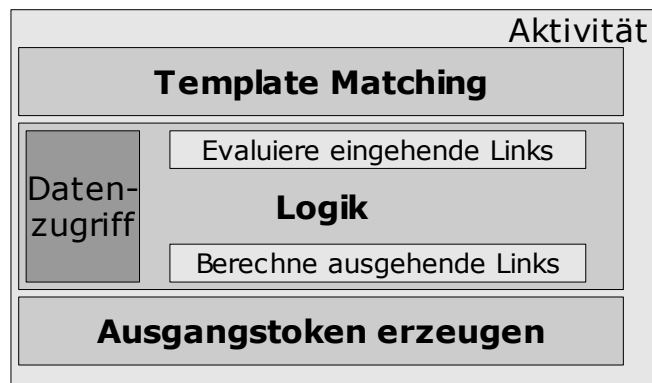 Aktivität
Template Matching
Evaluiere eingehende Links
Daten-
zugriff
Logik
Berechne ausgehende Links
Ausgangstoken erzeugen